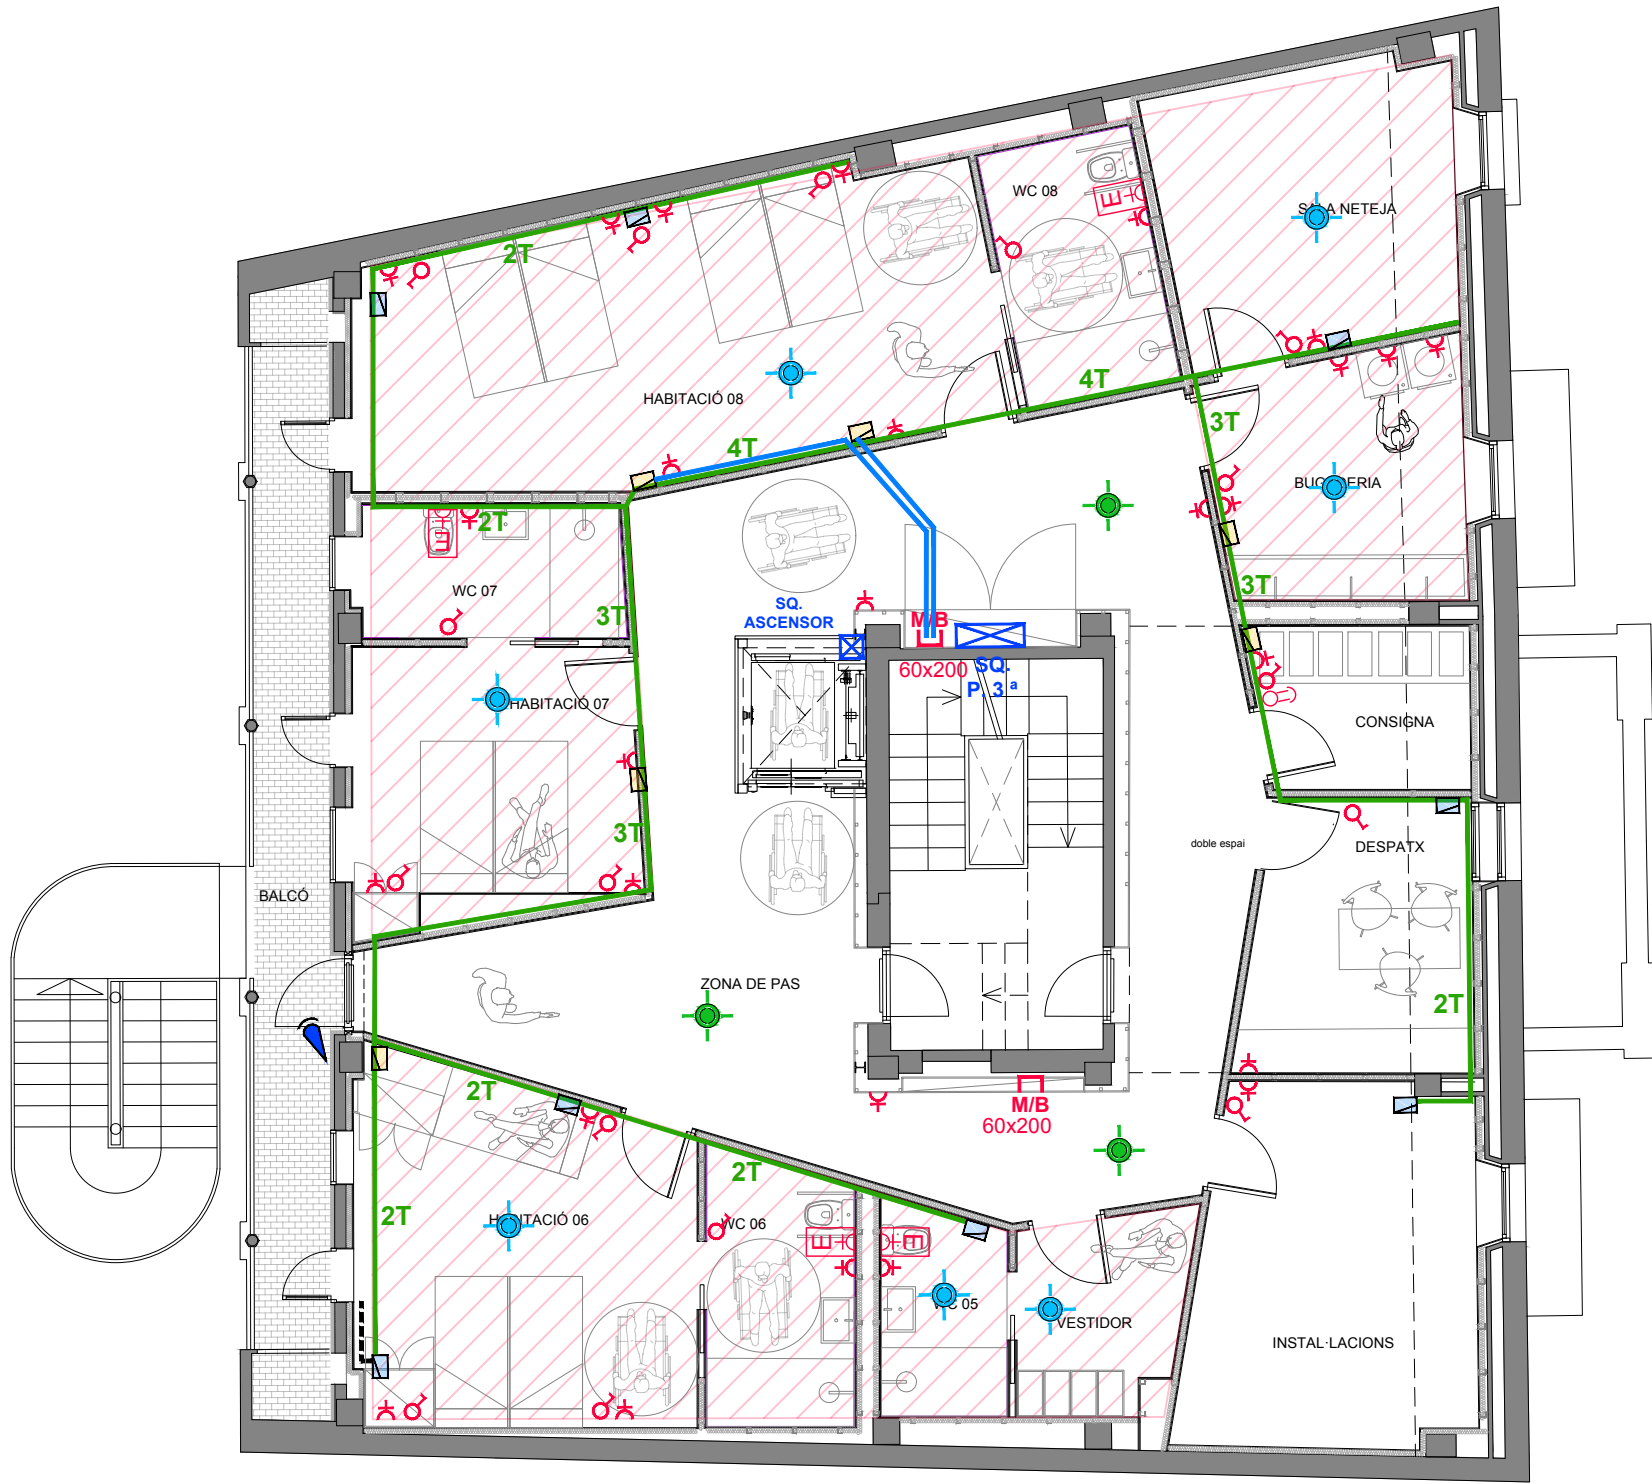 WC 08
SALA NETEJA
E
2T
HABITACIÓ 08
4T
4T
3T
BUGADERIA
2T
E
WC 07
3T
3T
SQ.
ASCENSOR
M/B
60x200
SQ.
P. 3ª
HABITACIÓ 07
CONSIGNA
3T
doble espai
DESPATX
BALCÓ
ZONA DE PAS
2T
2T
M/B
60x200
2T
2T
HABITACIÓ 06
WC 06
E
E
WC 05
VESTIDOR
INSTAL·LACIONS